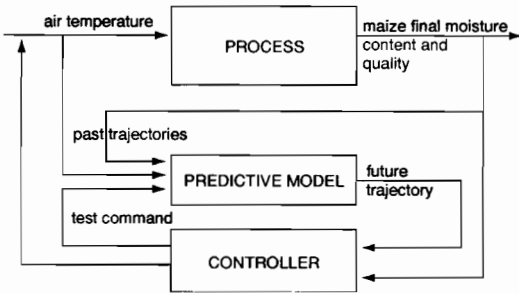 air temperature
PROCESS
maize final moisture
content and
quality
past trajectories
PREDICTIVE MODEL
future
trajectory
test command
CONTROLLER